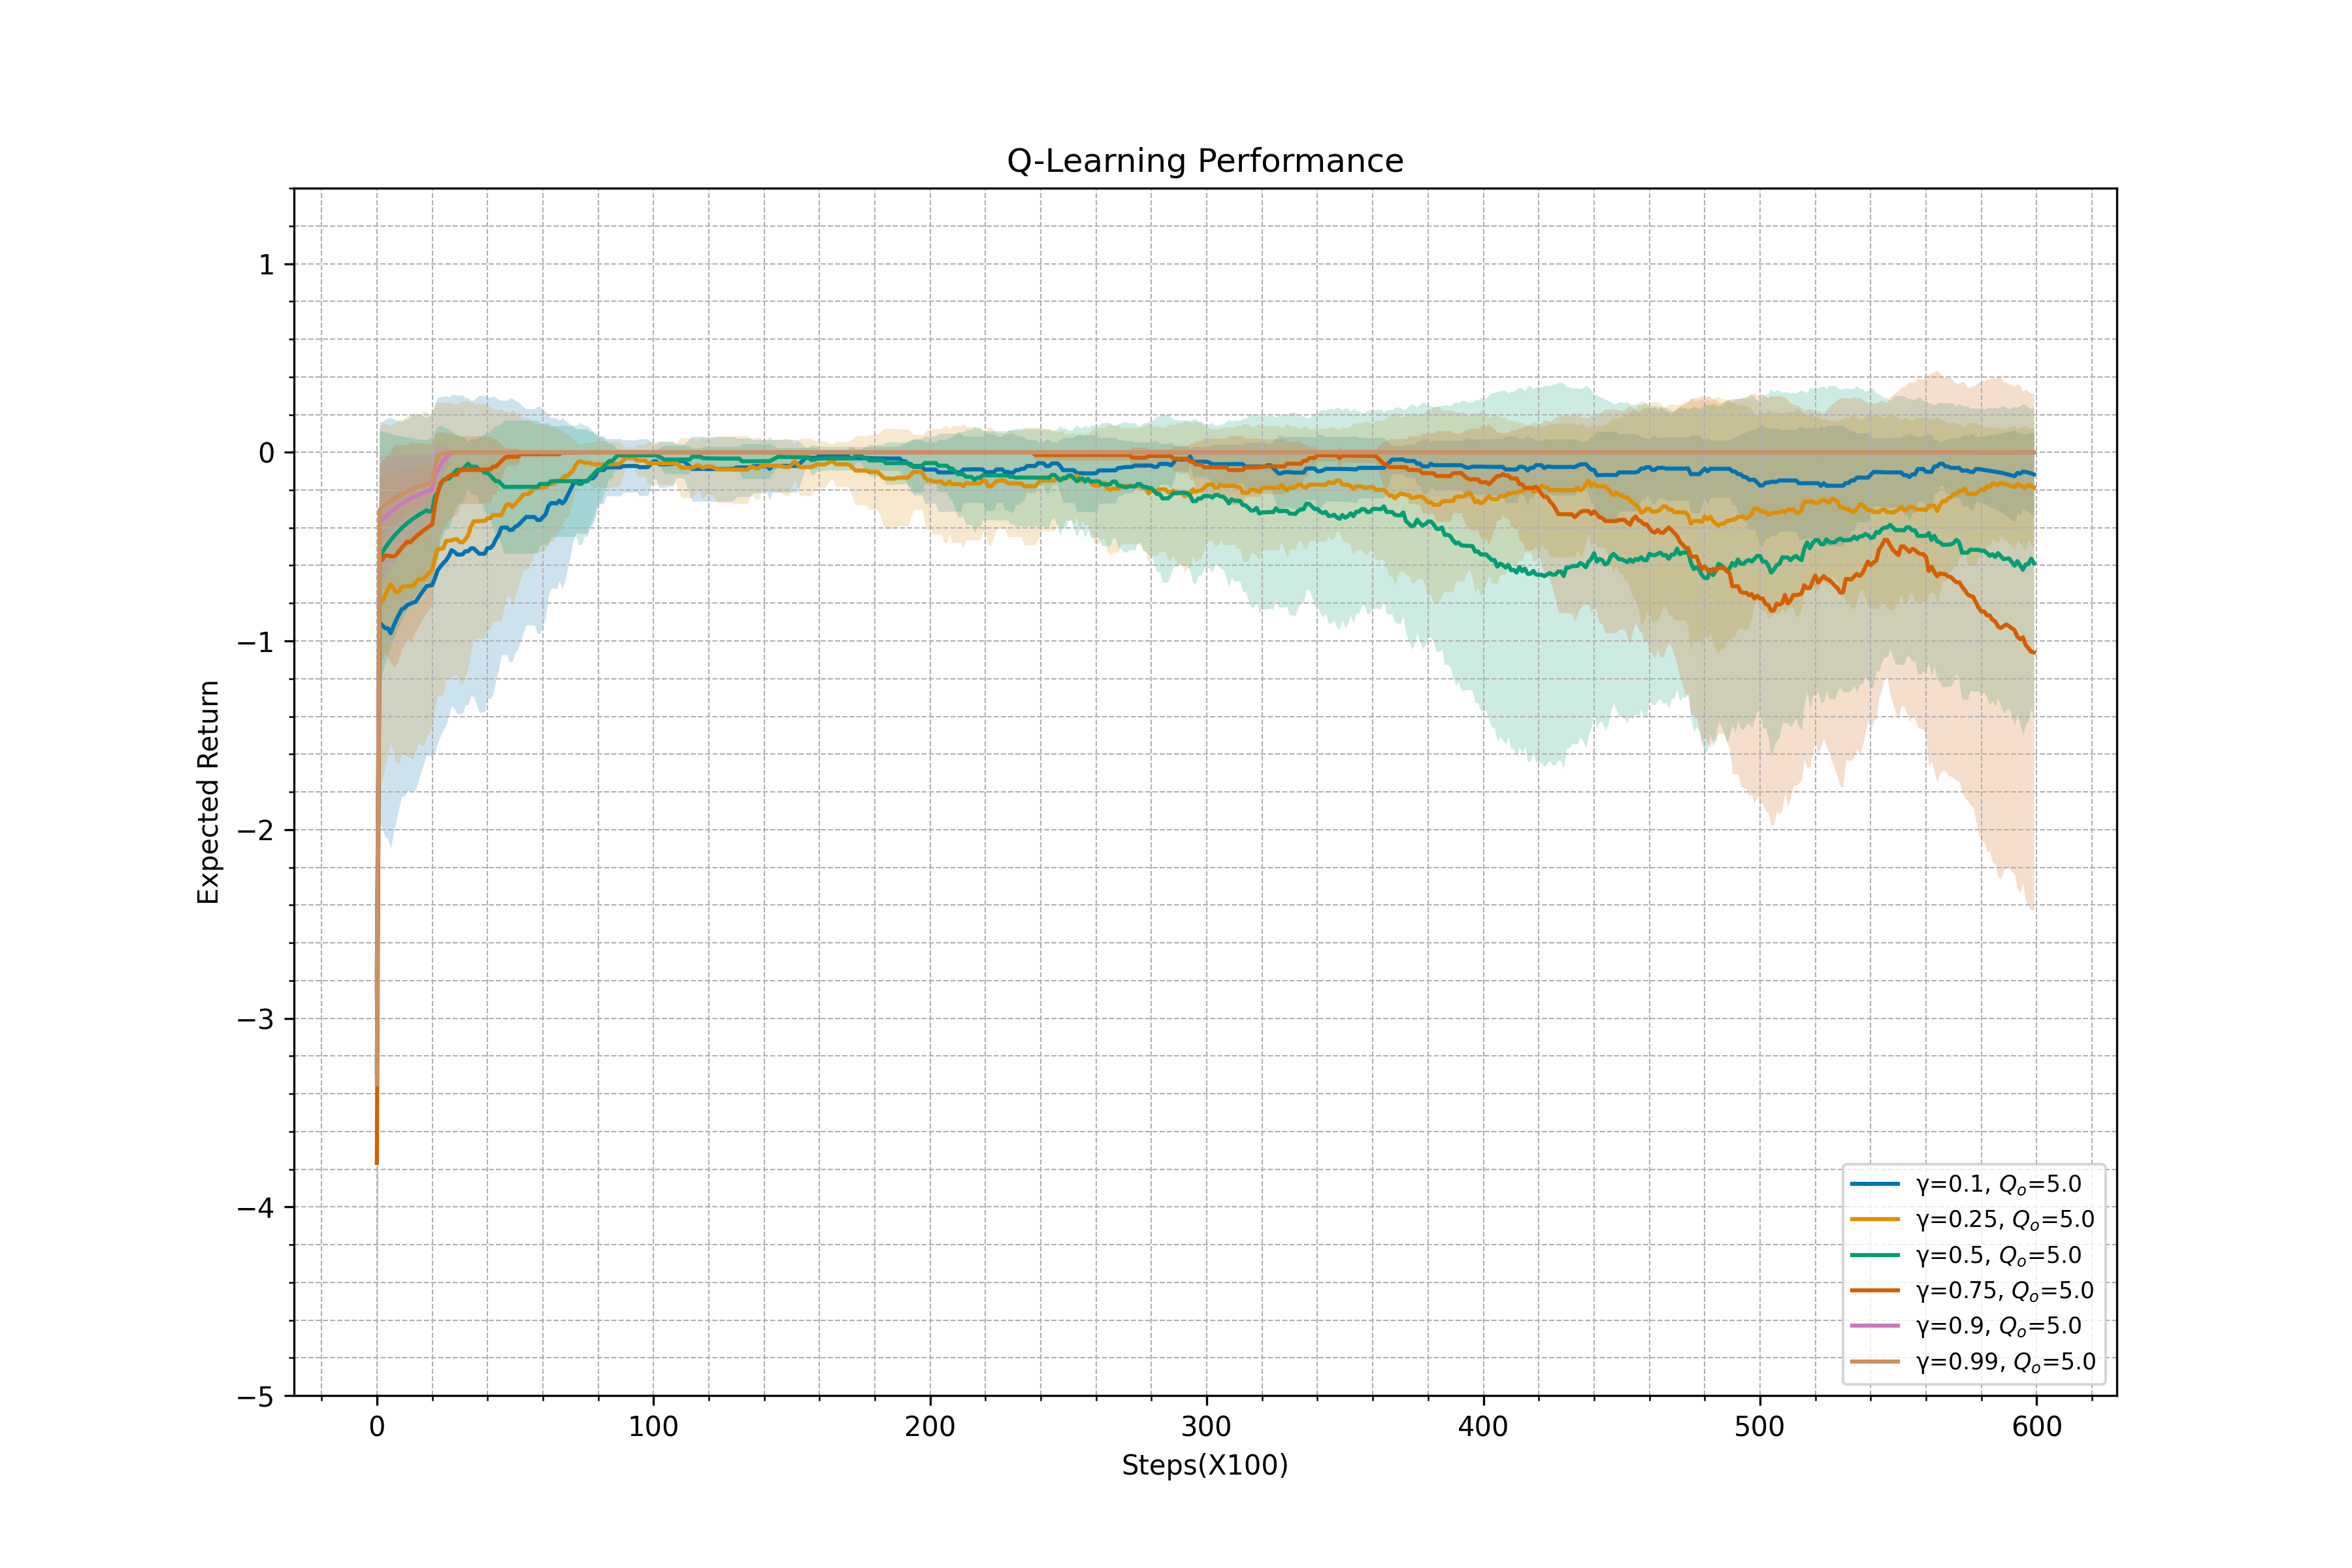 Q-Learning Performance
Expected Return
1
0
−1
−2
−3
−4
−5
0 100 200 300 400 500 600
Steps(X100)
γ=0.1, Qₒ=5.0
γ=0.25, Qₒ=5.0
γ=0.5, Qₒ=5.0
γ=0.75, Qₒ=5.0
γ=0.9, Qₒ=5.0
γ=0.99, Qₒ=5.0